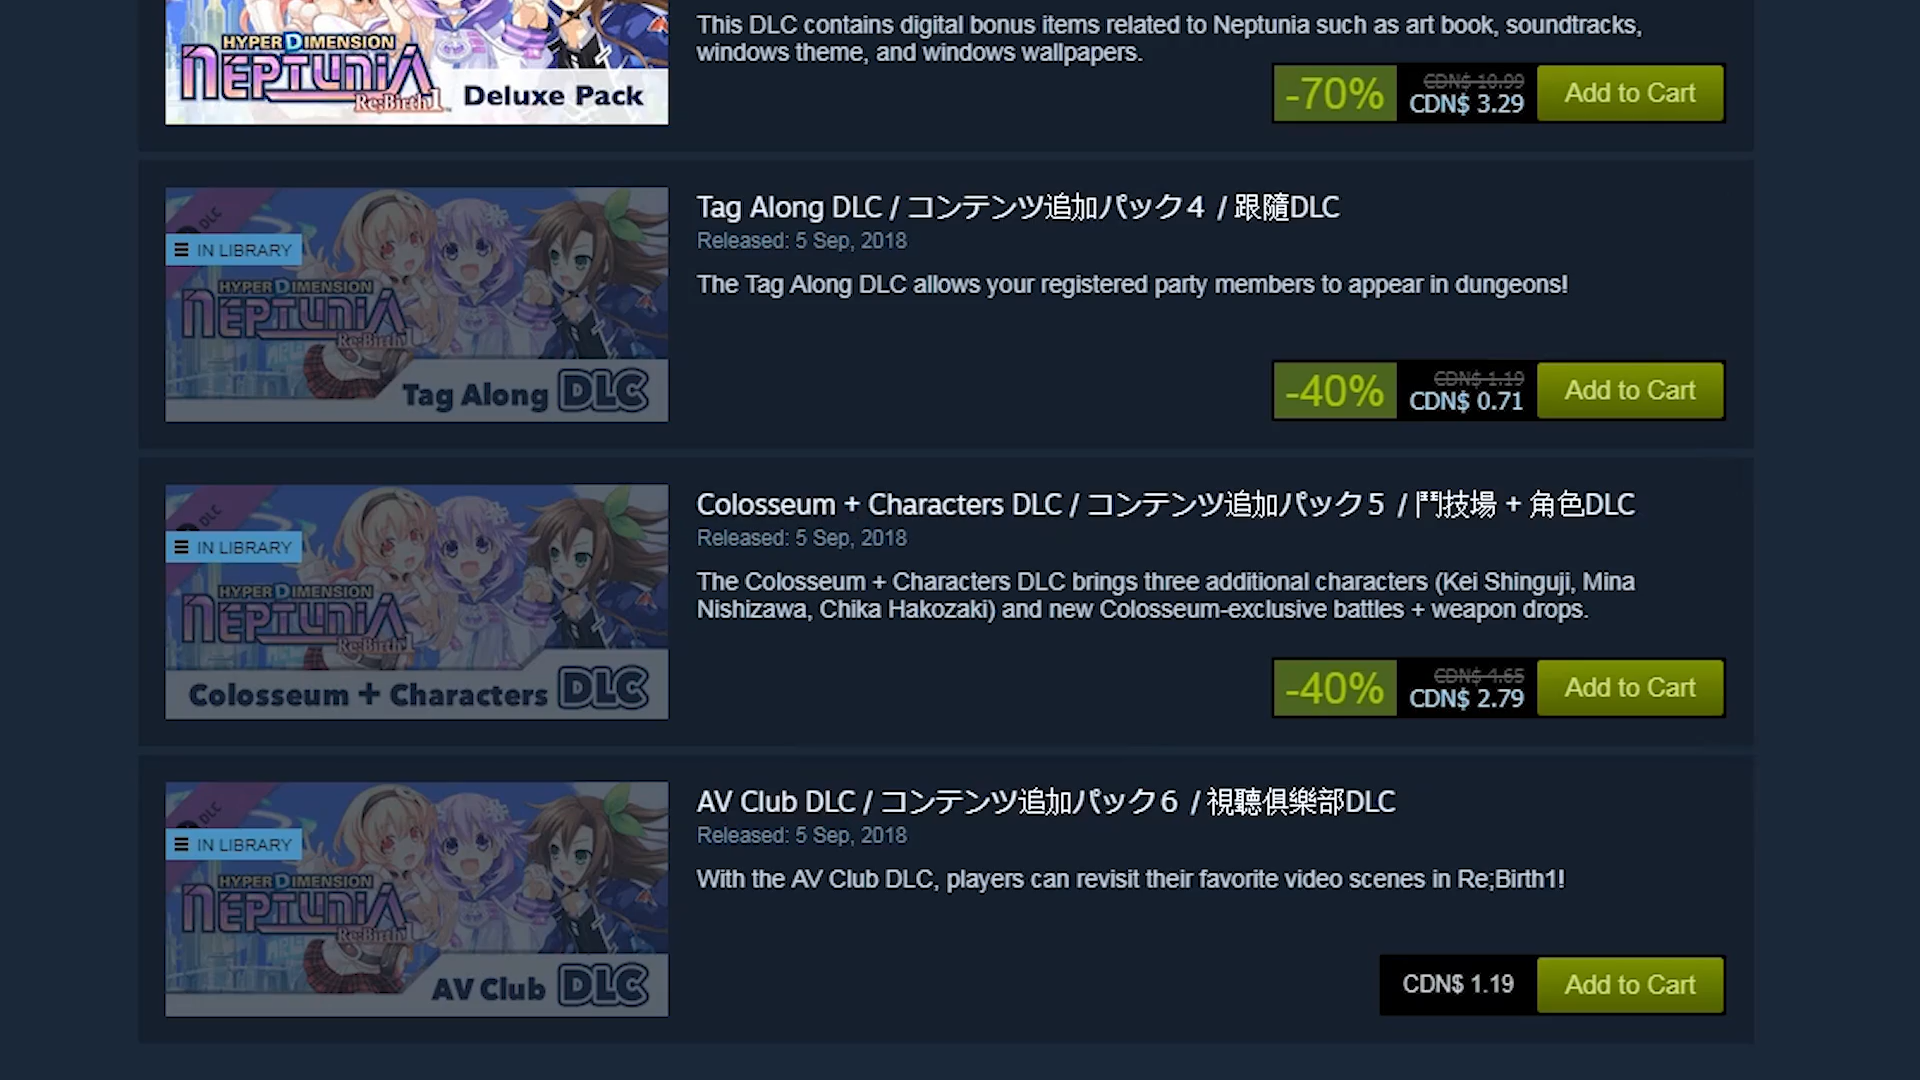 This DLC contains digital bonus items related to Neptunia such as art book, soundtracks,
windows theme, and windows wallpapers.
HYPER DIMENSION
NEPTUNIA
Re;Birth1
Deluxe Pack
-70%
CDN$ 10.99
CDN$ 3.29
Add to Cart
DLC
IN LIBRARY
HYPER DIMENSION
NEPTUNIA
Re;Birth1
Tag Along DLC
Tag Along DLC / コンテンツ追加パック４ / 跟隨DLC
Released: 5 Sep, 2018
The Tag Along DLC allows your registered party members to appear in dungeons!
-40%
CDN$ 1.19
CDN$ 0.71
Add to Cart
DLC
IN LIBRARY
HYPER DIMENSION
NEPTUNIA
Re;Birth1
Colosseum + Characters DLC
Colosseum + Characters DLC / コンテンツ追加パック５ / 鬥技場 + 角色DLC
Released: 5 Sep, 2018
The Colosseum + Characters DLC brings three additional characters (Kei Shinguji, Mina
Nishizawa, Chika Hakozaki) and new Colosseum-exclusive battles + weapon drops.
-40%
CDN$ 4.65
CDN$ 2.79
Add to Cart
DLC
IN LIBRARY
HYPER DIMENSION
NEPTUNIA
Re;Birth1
AV Club DLC
AV Club DLC / コンテンツ追加パック６ / 視聽俱樂部DLC
Released: 5 Sep, 2018
With the AV Club DLC, players can revisit their favorite video scenes in Re;Birth1!
CDN$ 1.19
Add to Cart